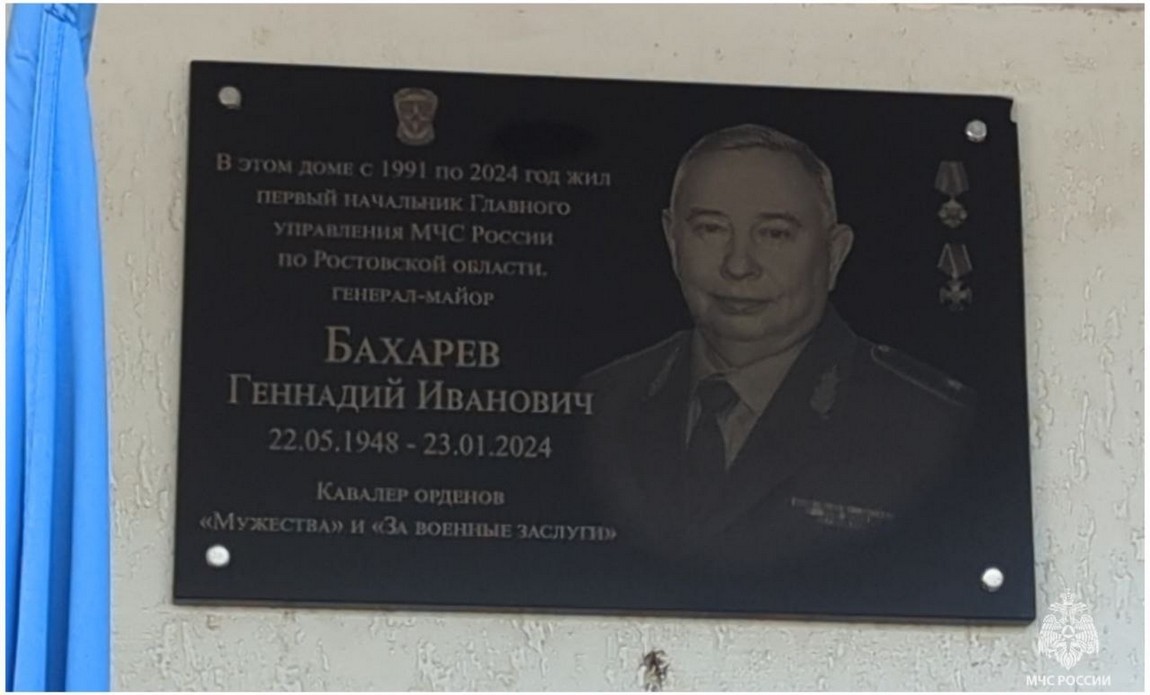 В этом доме с 1991 по 2024 год жил
первый начальник Главного
управления МЧС России
по Ростовской области.
генерал-майор
Бахарев
Геннадий Иванович
22.05.1948 - 23.01.2024
Кавалер орденов
«Мужества» и «За военные заслуги»
МЧС РОССИИ